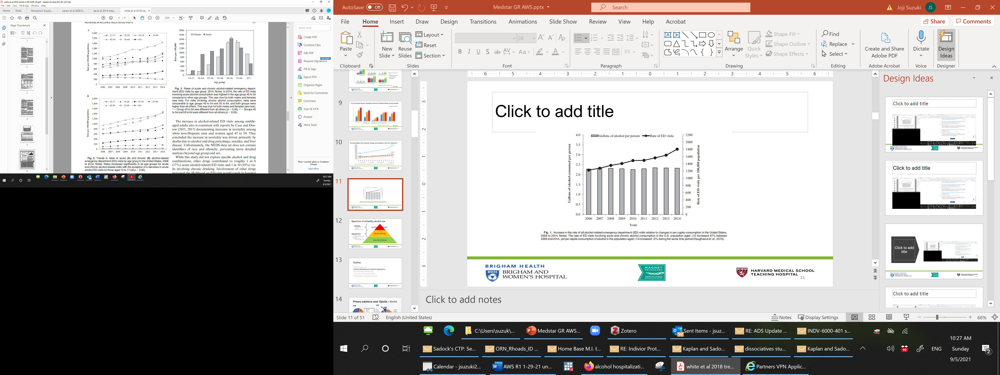 white et al 2018 trends in ED AUD US.pdf - Adobe Acrobat Pro DC (32-bit)
File Edit View Fill & Sign Window Help
Home Tools Honoarium Suzuki... Larson et al 2006 E... lee et al 2014 linka... white et al 2018 tre... ×
6 / 8 125%
Page Thumbnails
1
2
3
4
5
6
INCREASE IN ALCOHOL-RELATED ED VISITS 357
A
12-17 18-24 25-34 35-44
45-54 55-64 65+
Rate per 100,000 population
2,000
1,800
1,600
1,400
1,200
1,000
800
600
400
200
0
2006 2007 2008 2009 2010 2011 2012 2013 2014
B
12-17 18-24 25-34 35-44
45-54 55-64 65+
Rate per 100,000 population
2,000
1,800
1,600
1,400
1,200
1,000
800
600
400
200
0
2006 2007 2008 2009 2010 2011 2012 2013 2014
Fig. 2. Trends in rates of acute (A) and chronic (B) alcohol-related
emergency department (ED) visits by age group in the United States, 2006
to 2014. Notes: Rates increased significantly in all age groups for acute
and chronic alcohol-related visits with the exception of a decrease in acute
alcohol ED visits for those aged 12 to 17 (all p < 0.05).
Chronic Acute
Rate per 100,000
2000
1800
1600
1400
1200
1000
800
600
400
200
0
12-17 18-24 25-34 35-44 45-54 55-64 65+
Age group
Fig. 3. Rates of acute and chronic alcohol-related emergency depart-
ment (ED) visits by age group, 2014. Notes: In 2014, the rate of ED visits
involving acute alcohol consumption was highest in the age group 45 to 54
compared to other age groups. This was true for both males and females
(see text). For visits involving chronic alcohol consumption, rates were
comparable in age groups 45 to 54 and 55 to 64, and both groups were
higher than all others. This was true for both males and females (see text).
^ = Group 45 to 54 was different from all others (p < 0.05). * = Groups 45
to 54 and 55 to 64 were different from all others (p < 0.05).
The increase in alcohol-related ED visits among middle-
aged adults also is consistent with reports by Case and Dea-
ton (2015, 2017) documenting increases in mortality among
white non-Hispanic men and women aged 45 to 54. They
concluded the increase in mortality was driven primarily by
deaths due to alcohol and drug poisonings, suicides, and liver
disease. Unfortunately, the NEDS data set does not contain
identifiers of race and ethnicity, preventing more detailed
analyses beyond age group and sex.
While this study did not explore specific alcohol and drug
combinations, other drugs contributed to roughly 1 in 6
(17%) acute alcohol-related ED visits and 1 in 10 (10%) vis-
its involving chronic drinking. Involvement of other drugs
increased the likelihood an ED visit would result in hospital
Search tools
Create PDF
Combine Files
Edit PDF
FEATURED
Request Signatures
Fill & Sign
Export PDF
Organize Pages
Send for Comments
Comment
Scan & OCR
Protect
More Tools
Your current plan is Creative
Cloud
Learn More
10:27 AM
Sunday
9/5/2021
AutoSave Off
Medstar GR AWS.pptx
Search
Joji Suzuki JS
File Home Insert Draw Design Transitions Animations Slide Show Review View Help Acrobat
Share Comments
Paste
New Slide
Reuse Slides
Layout
Reset
Section
28
B I U S ab AV Aa A
Arrange
Quick Styles
Shape Fill
Shape Outline
Shape Effects
Find
Replace
Select
Create and Share Adobe PDF
Dictate
Design Ideas
Clipboard Slides Font Paragraph Drawing Editing Adobe Acrobat Voice Designer
9
Co-Occurring Issues: Substance Use and Mental Illness among Adults
10
Annual Deaths from Alcohol, Drugs, and Suicide in the US 1999-2017
11
12
Spectrum of unhealthy alcohol use
At-risk drinking
Low-risk drinking
13
Outline
Alcohol withdrawal and treatment approaches
14
Primary substance used: Opioids > Alcohol
6 5 4 3 2 1 0 1 2 3 4 5 6
3
2
1
0
1
2
3
Click to add title
Gallons of alcohol per person Rate of ED visits
Gallons of alcohol consumed per person
4.0
3.5
3.0
2.5
2.0
1.5
1.0
0.5
0.0
2200
2000
1800
1600
1400
1200
1000
800
600
400
200
0
Rate of ED visits per 100,000 population
2006 2007 2008 2009 2010 2011 2012 2013 2014
Year
Fig. 1. Increase in the rate of all alcohol-related emergency department (ED) visits relative to changes in per capita consumption in the United States,
2006 to 2014. Notes: The rate of ED visits involving acute and chronic alcohol consumption in the U.S. population aged ≥12 increased 47% between
2006 and 2014, yet per capita consumption of alcohol in the population aged ≥14 increased <2% during the same time period (Haughwout et al., 2015).
BRIGHAM HEALTH
BWH
BRIGHAM AND
WOMEN'S HOSPITAL
MAGNET
RECOGNIZED
AMERICAN NURSES
CREDENTIALING CENTER
HARVARD MEDICAL SCHOOL
TEACHING HOSPITAL
11
Click to add notes
Design Ideas
Click to add title
Click to add title
Click to add
title
Click to add title
Slide 11 of 51 English (United States)
Notes Display Settings 66%
C:\Users\suzuk\... Medstar GR AWS... Zotero Sent Items - jsuz... RE: ADS Update ... INDV-6000-401 s...
Sadock's CTP: Se... ORN_Rhoads_ID ... Home Base M.I. t... RE: Indivior Prot... Kaplan and Sado... dissociatives stu... Kaplan and Sado...
Calendar - jsuzuki2... AWS R1 1-29-21 un... alcohol hospitalizati... white et al 2018 tre... Partners VPN Applic...
10
ENG
10:27 AM
Sunday
9/5/2021
2